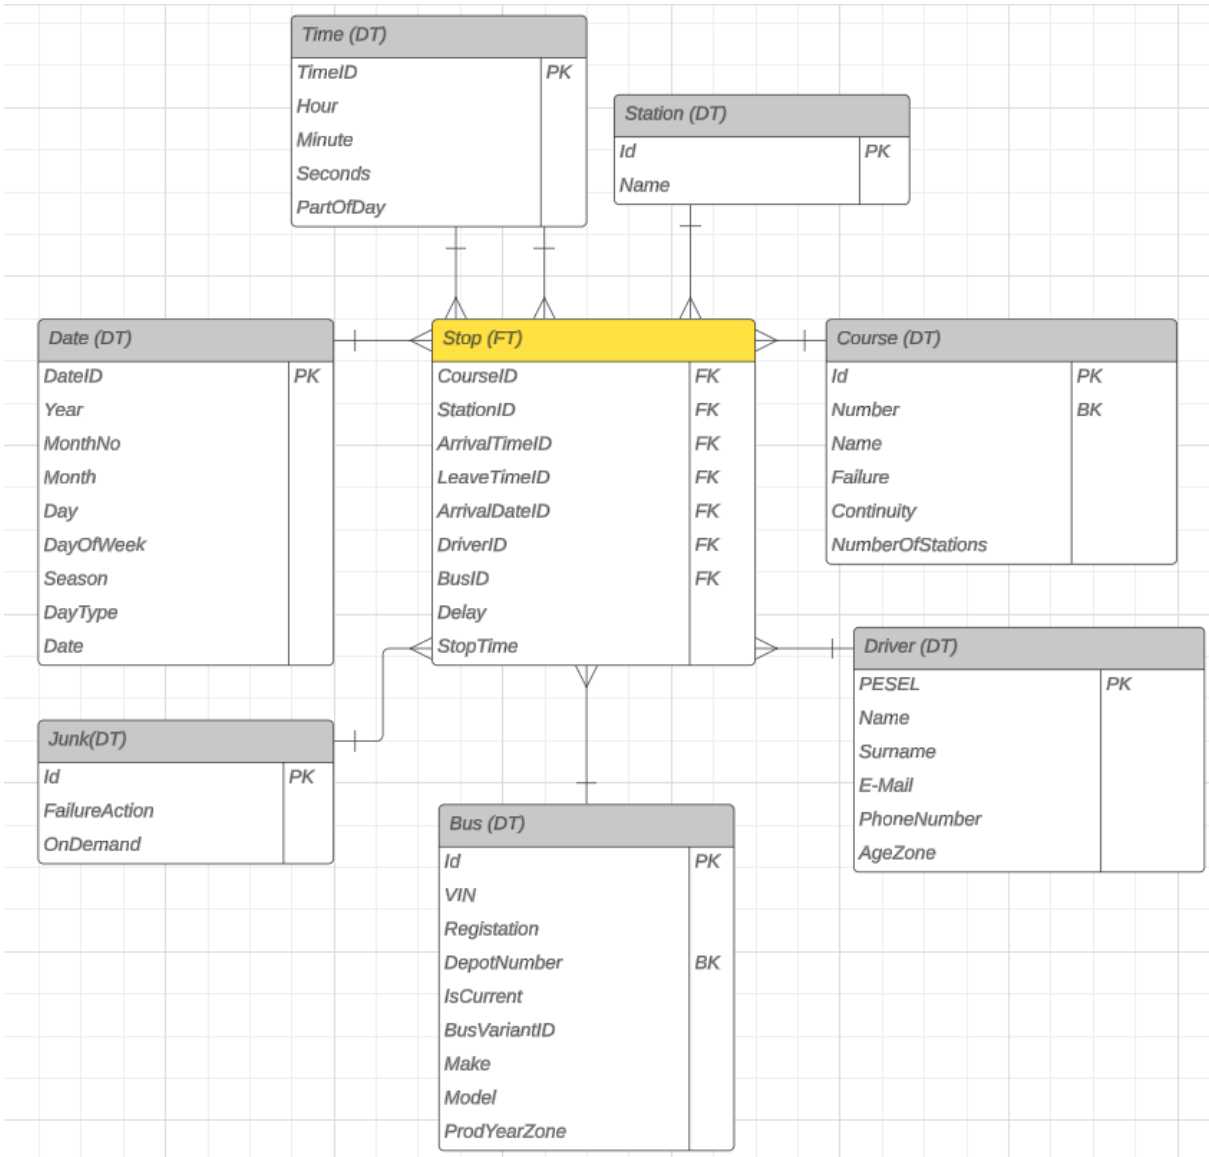 Time (DT)
TimeID PK
Hour
Minute
Seconds
PartOfDay
Station (DT)
Id PK
Name
Date (DT)
DateID PK
Year
MonthNo
Month
Day
DayOfWeek
Season
DayType
Date
Stop (FT)
CourseID FK
StationID FK
ArrivalTimeID FK
LeaveTimeID FK
ArrivalDateID FK
DriverID FK
BusID FK
Delay
StopTime
Course (DT)
Id PK
Number BK
Name
Failure
Continuity
NumberOfStations
Driver (DT)
PESEL PK
Name
Surname
E-Mail
PhoneNumber
AgeZone
Junk(DT)
Id PK
FailureAction
OnDemand
Bus (DT)
Id PK
VIN
Registation
DepotNumber BK
IsCurrent
BusVariantID
Make
Model
ProdYearZone